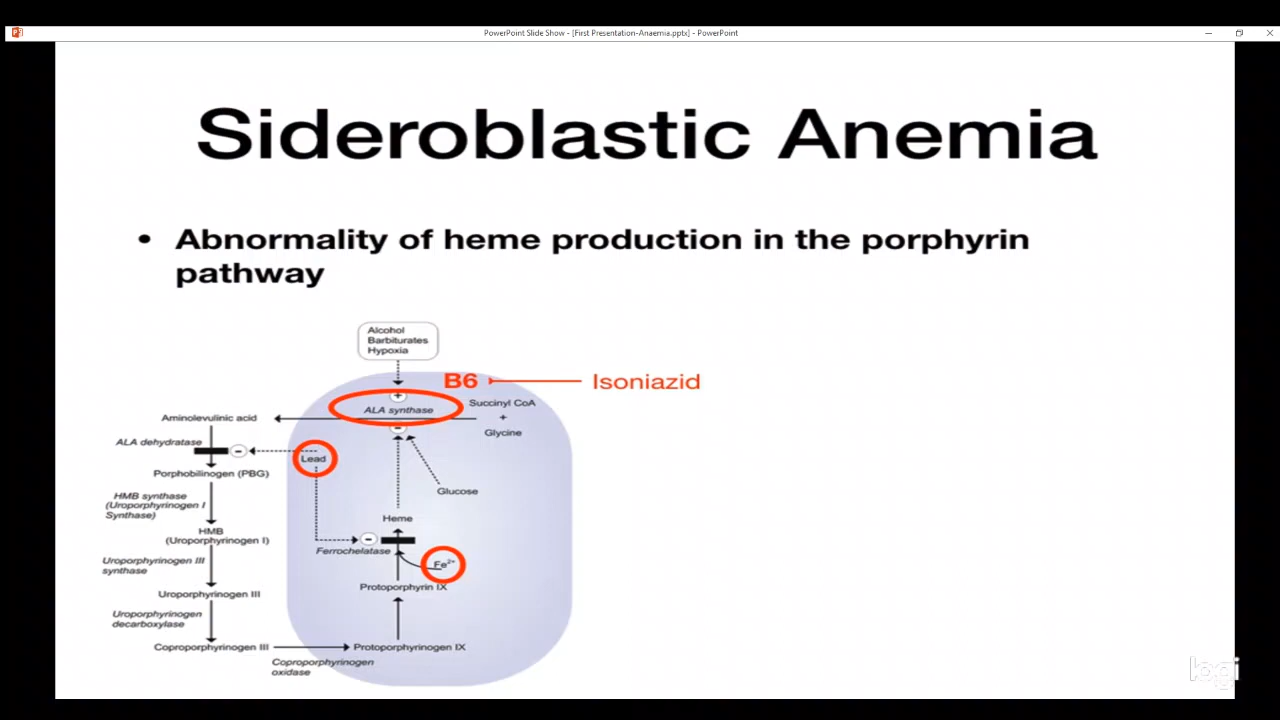 PowerPoint Slide Show - [First Presentation-Anaemia.pptx] - PowerPoint
Sideroblastic Anemia
• Abnormality of heme production in the porphyrin
pathway
Alcohol
Barbiturates
Hypoxia
B6
Isoniazid
+
ALA synthase
Succinyl CoA
+
Glycine
Aminolevulinic acid
−
ALA dehydratase
−
Lead
Porphobilinogen (PBG)
Glucose
HMB synthase
(Uroporphyrinogen I
Synthase)
Heme
HMB
(Uroporphyrinogen I)
−
Ferrochelatase
Fe2+
Uroporphyrinogen III
synthase
Protoporphyrin IX
Uroporphyrinogen III
Uroporphyrinogen
decarboxylase
Coproporphyrinogen III
Protoporphyrinogen IX
Coproporphyrinogen
oxidase
logi